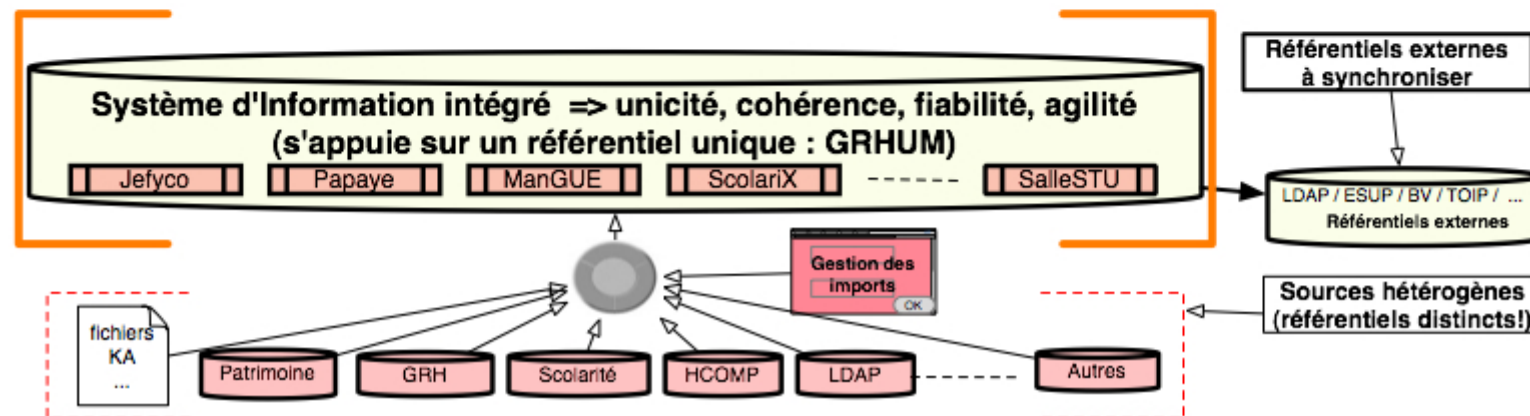 Référentiels externes
à synchroniser
Système d'Information intégré => unicité, cohérence, fiabilité, agilité
(s'appuie sur un référentiel unique : GRHUM)
Jefyco
Papaye
ManGUE
ScolariX
SalleSTU
LDAP / ESUP / BV / TOIP / ...
Référentiels externes
Gestion des
imports
OK
Sources hétérogènes
(référentiels distincts!)
fichiers
KA
...
Patrimoine
GRH
Scolarité
HCOMP
LDAP
Autres